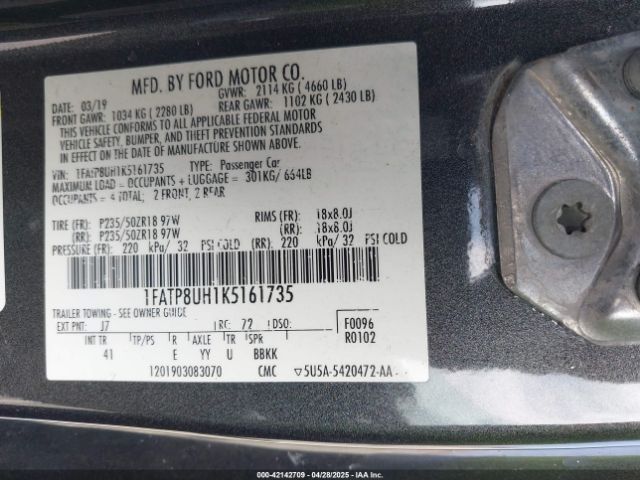 MFD. BY FORD MOTOR CO.
DATE: 03/19 GVWR: 2114 KG ( 4660 LB)
FRONT GAWR: 1034 KG ( 2280 LB) REAR GAWR: 1102 KG ( 2430 LB)
THIS VEHICLE CONFORMS TO ALL APPLICABLE FEDERAL MOTOR
VEHICLE SAFETY, BUMPER, AND THEFT PREVENTION STANDARDS
IN EFFECT ON THE DATE OF MANUFACTURE SHOWN ABOVE.
VIN: 1FATP8UH1K5161735 TYPE: Passenger Car
MAXIMUM LOAD = OCCUPANTS + LUGGAGE = 301KG/ 664LB
OCCUPANTS = 4 TOTAL; 2 FRONT, 2 REAR
TIRE (FR): P235/50ZR18 97W RIMS (FR): 18x8.0J
(RR): P235/50ZR18 97W (RR): 18x8.0J
PRESSURE (FR): 220 kPa/ 32 PSI COLD (RR): 220 kPa/ 32 PSI COLD
1FATP8UH1K5161735
TRAILER TOWING - SEE OWNER GUIDE
EXT PNT: J7 RC: 72 DSO: F0096
R0102
INT TR TP/PS R AXLE TR SPR
41 E YY U BBKK
1201903083070 CMC ▽5U5A-5420472-AA
000-42142709 - 04/28/2025 - IAAI.COM